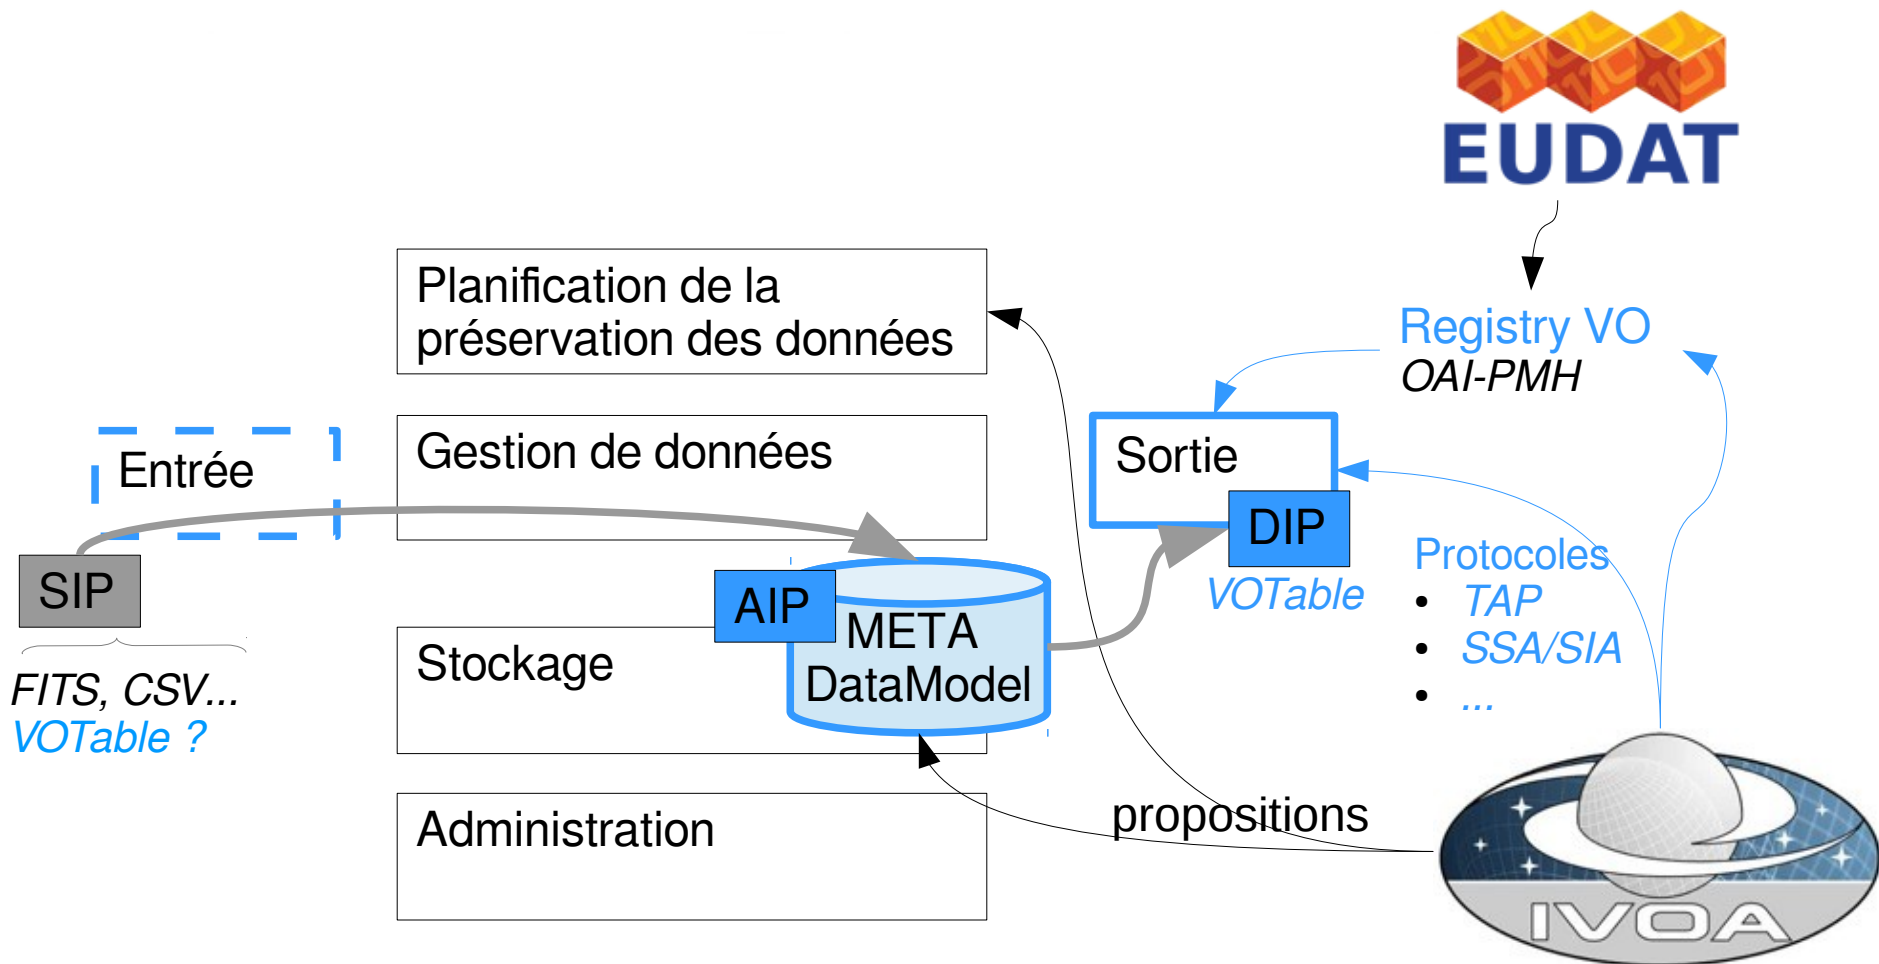 EUDAT
Planification de la
préservation des données
Registry VO
OAI-PMH
Entrée
Gestion de données
Sortie
SIP
FITS, CSV...
VOTable ?
AIP
META
DataModel
DIP
VOTable
Protocoles
• TAP
• SSA/SIA
• ...
Stockage
Administration
propositions
IVOA